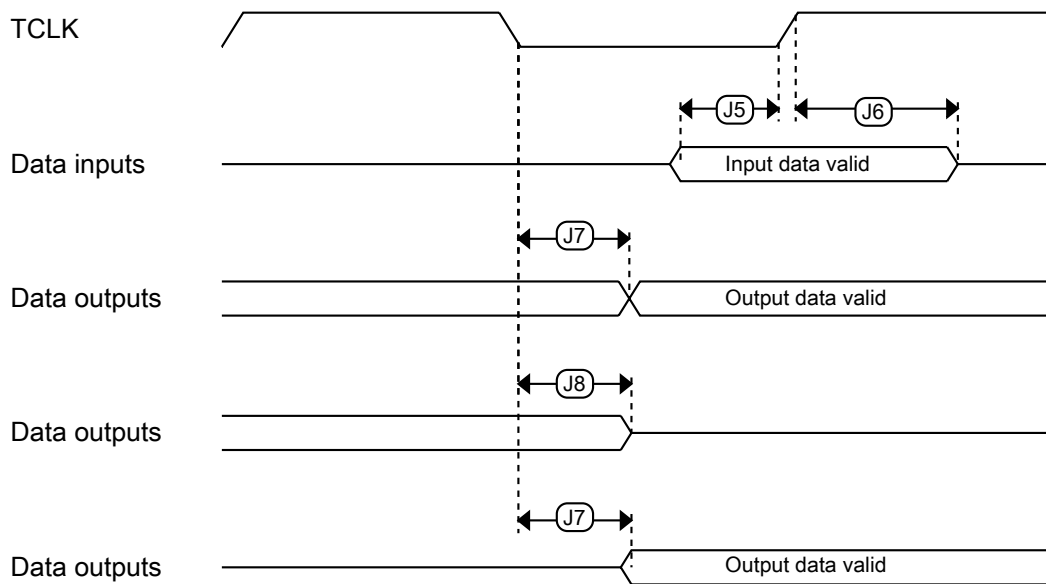 TCLK
J5
J6
Data inputs
Input data valid
J7
Data outputs
Output data valid
J8
Data outputs
J7
Data outputs
Output data valid